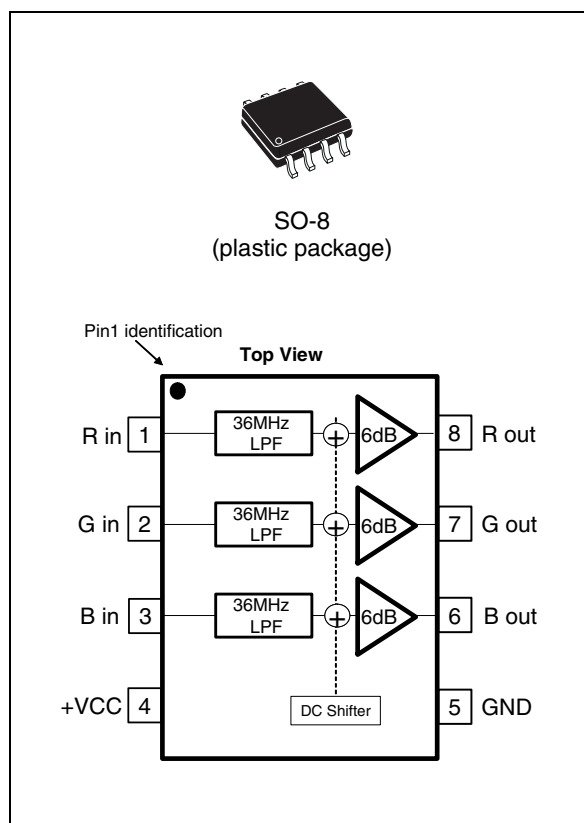 SO-8
(plastic package)
Pin1 identification
Top View
R in 1 36MHz LPF + 6dB 8 R out
G in 2 36MHz LPF + 6dB 7 G out
B in 3 36MHz LPF + 6dB 6 B out
+VCC 4 DC Shifter 5 GND